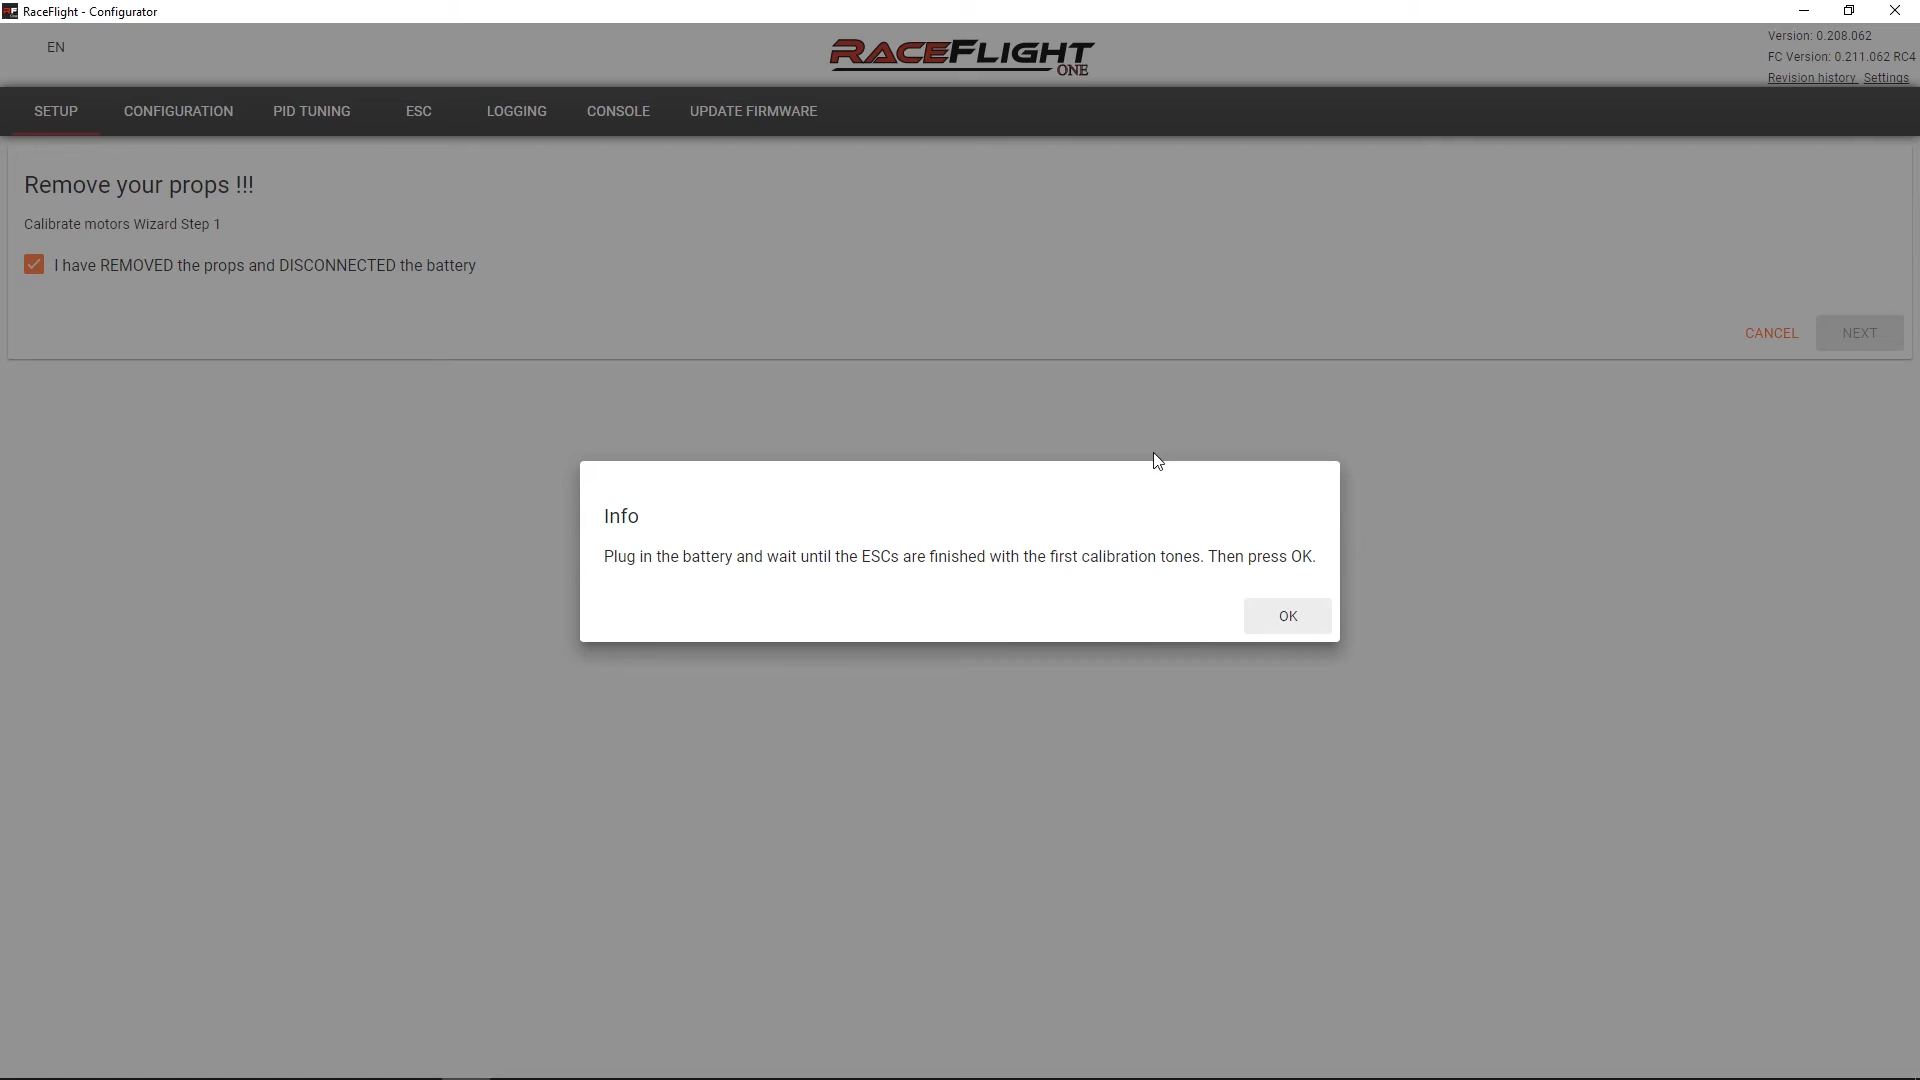 RaceFlight - Configurator
EN
RACEFLIGHT
ONE
Version: 0.208.062
FC Version: 0.211.062 RC4
Revision history Settings
SETUP CONFIGURATION PID TUNING ESC LOGGING CONSOLE UPDATE FIRMWARE
Remove your props !!!
Calibrate motors Wizard Step 1
I have REMOVED the props and DISCONNECTED the battery
CANCEL NEXT
Info
Plug in the battery and wait until the ESCs are finished with the first calibration tones. Then press OK.
OK